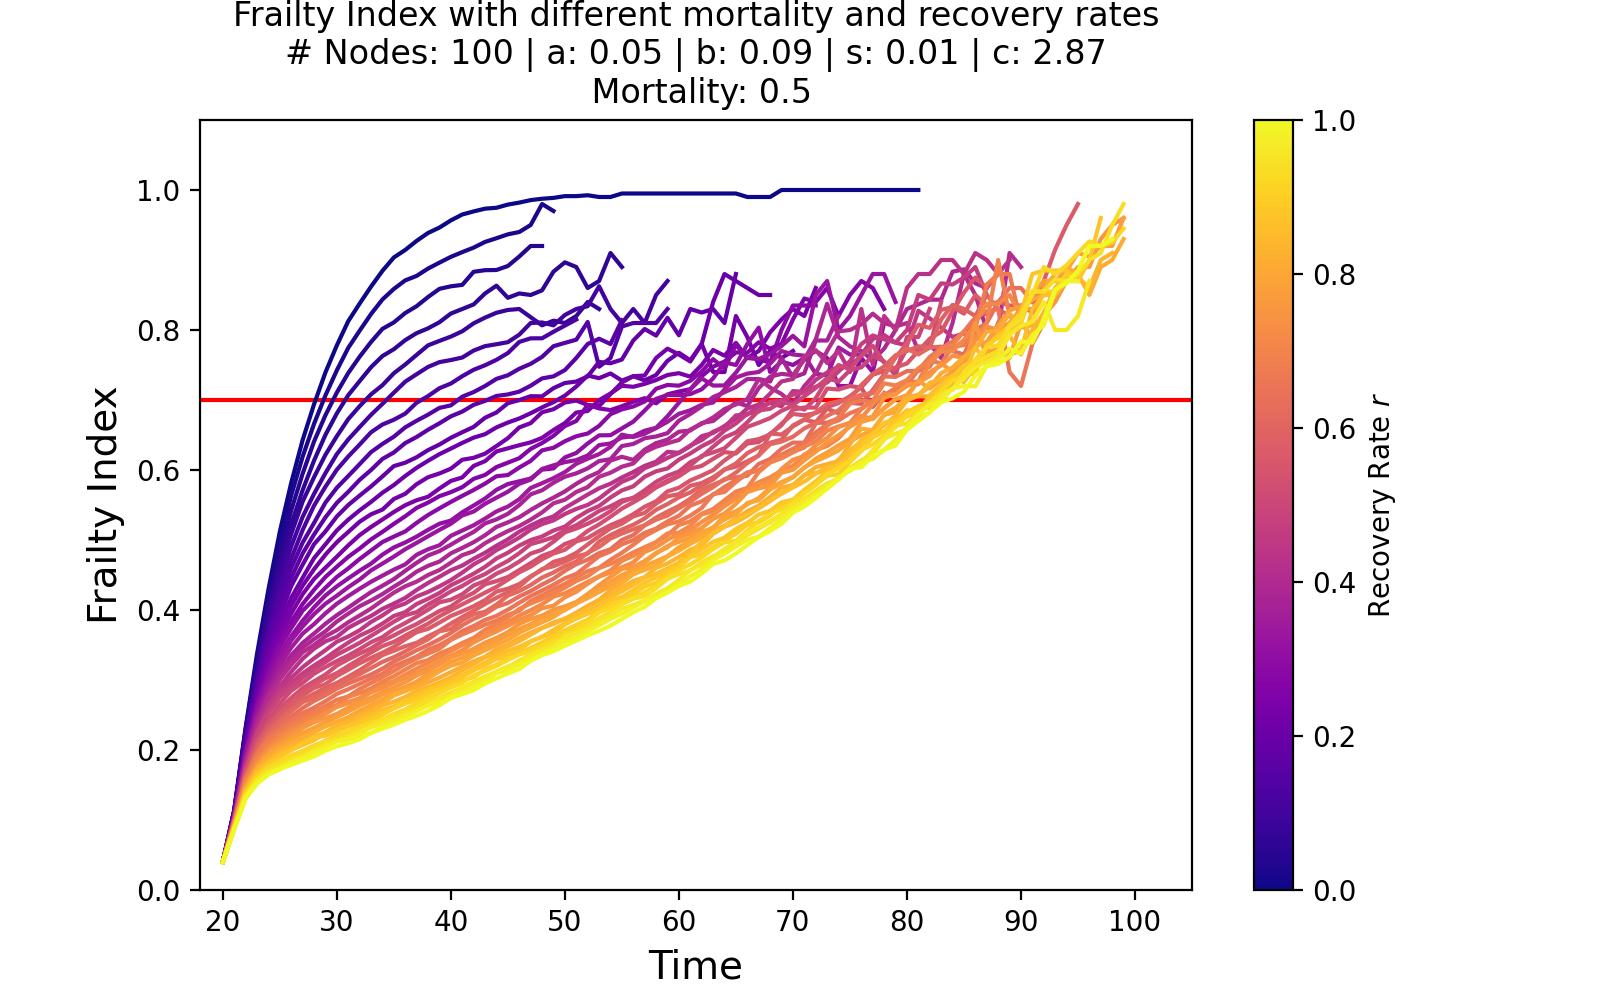 Frailty Index with different mortality and recovery rates
# Nodes: 100 | a: 0.05 | b: 0.09 | s: 0.01 | c: 2.87
Mortality: 0.5
Frailty Index
1.0
0.8
0.6
0.4
0.2
0.0
20 30 40 50 60 70 80 90 100
Time
1.0
0.8
0.6
0.4
0.2
0.0
Recovery Rate r